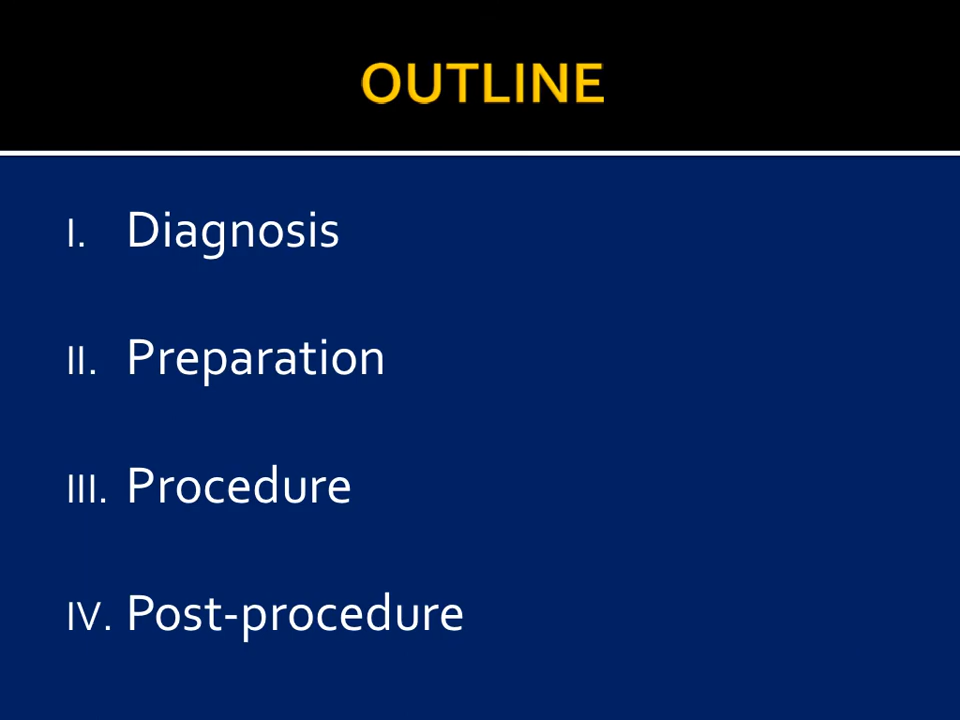 OUTLINE
I. Diagnosis
II. Preparation
III. Procedure
IV. Post-procedure